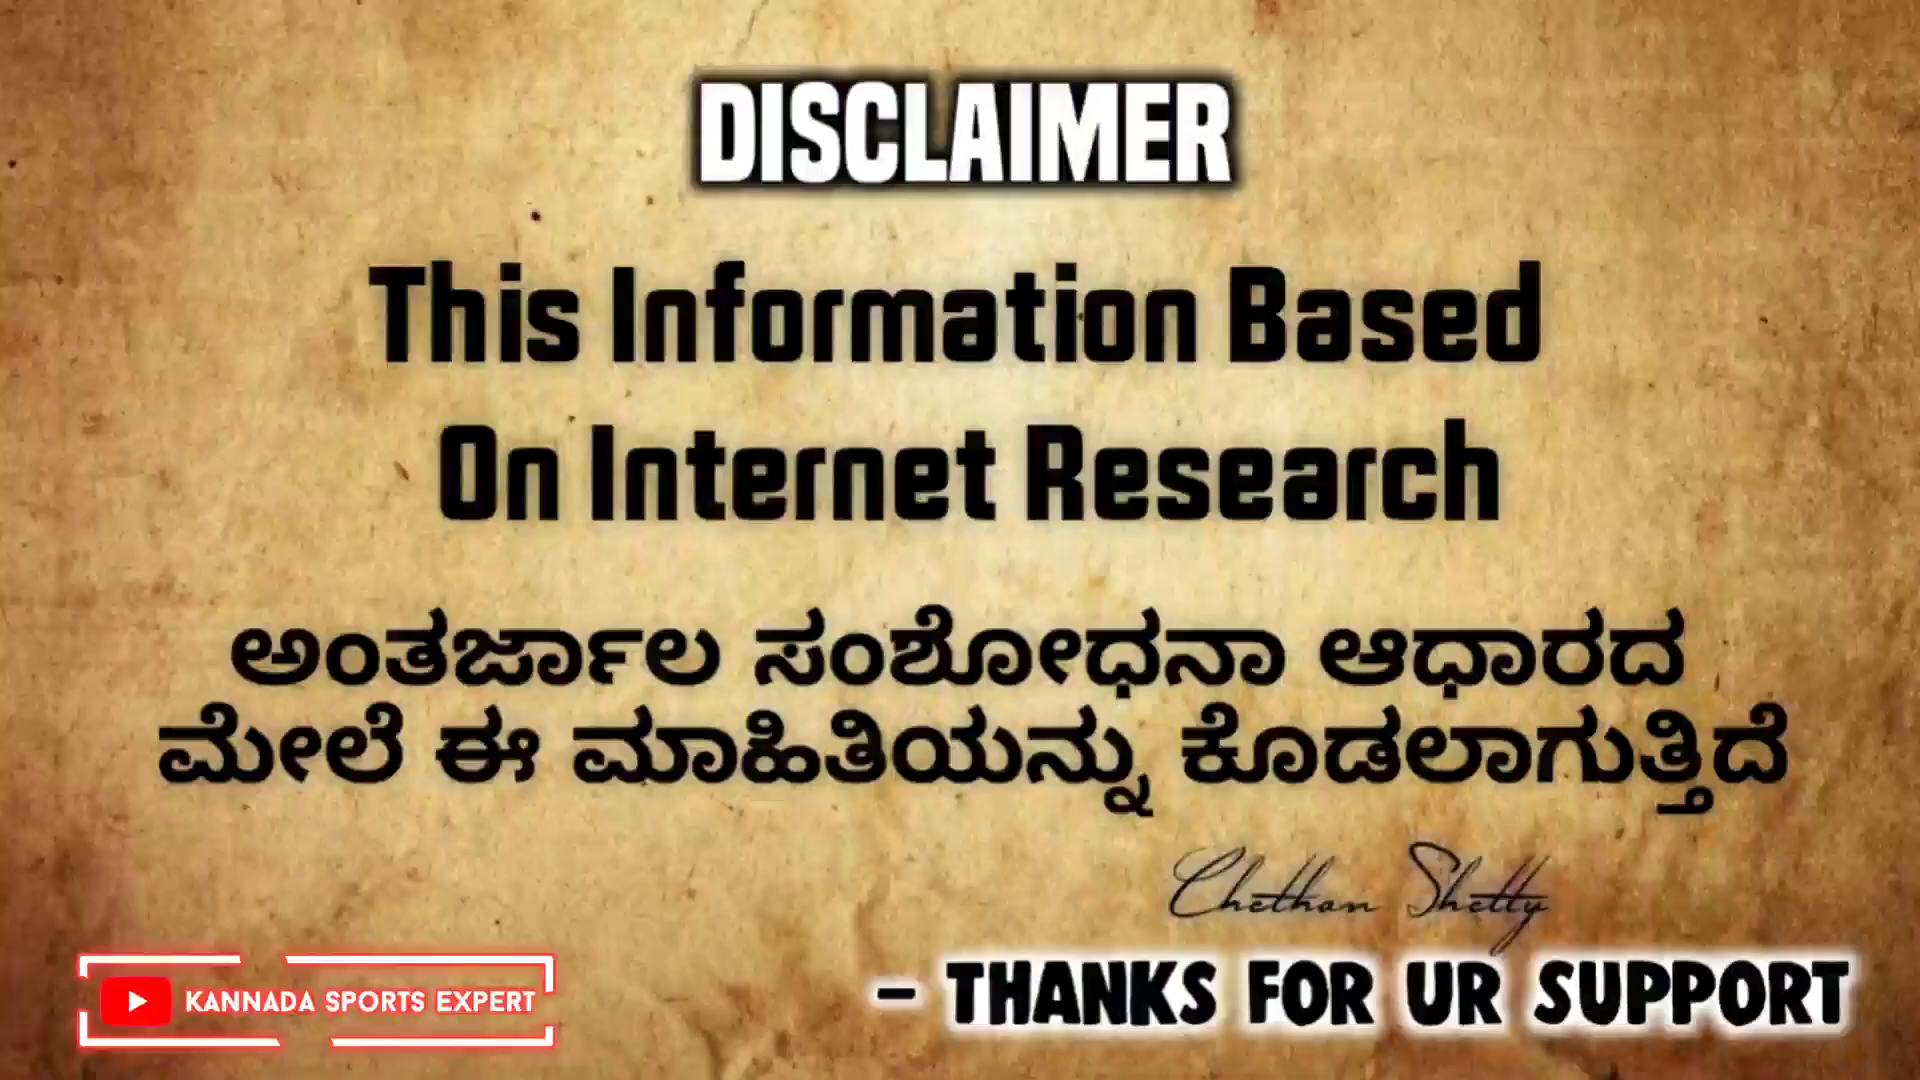 DISCLAIMER
This Information Based
On Internet Research
ಅಂತರ್ಜಾಲ ಸಂಶೋಧನಾ ಆಧಾರದ
ಮೇಲೆ ಈ ಮಾಹಿತಿಯನ್ನು ಕೊಡಲಾಗುತ್ತಿದೆ
Chethan Shetty
- THANKS FOR UR SUPPORT
KANNADA SPORTS EXPERT